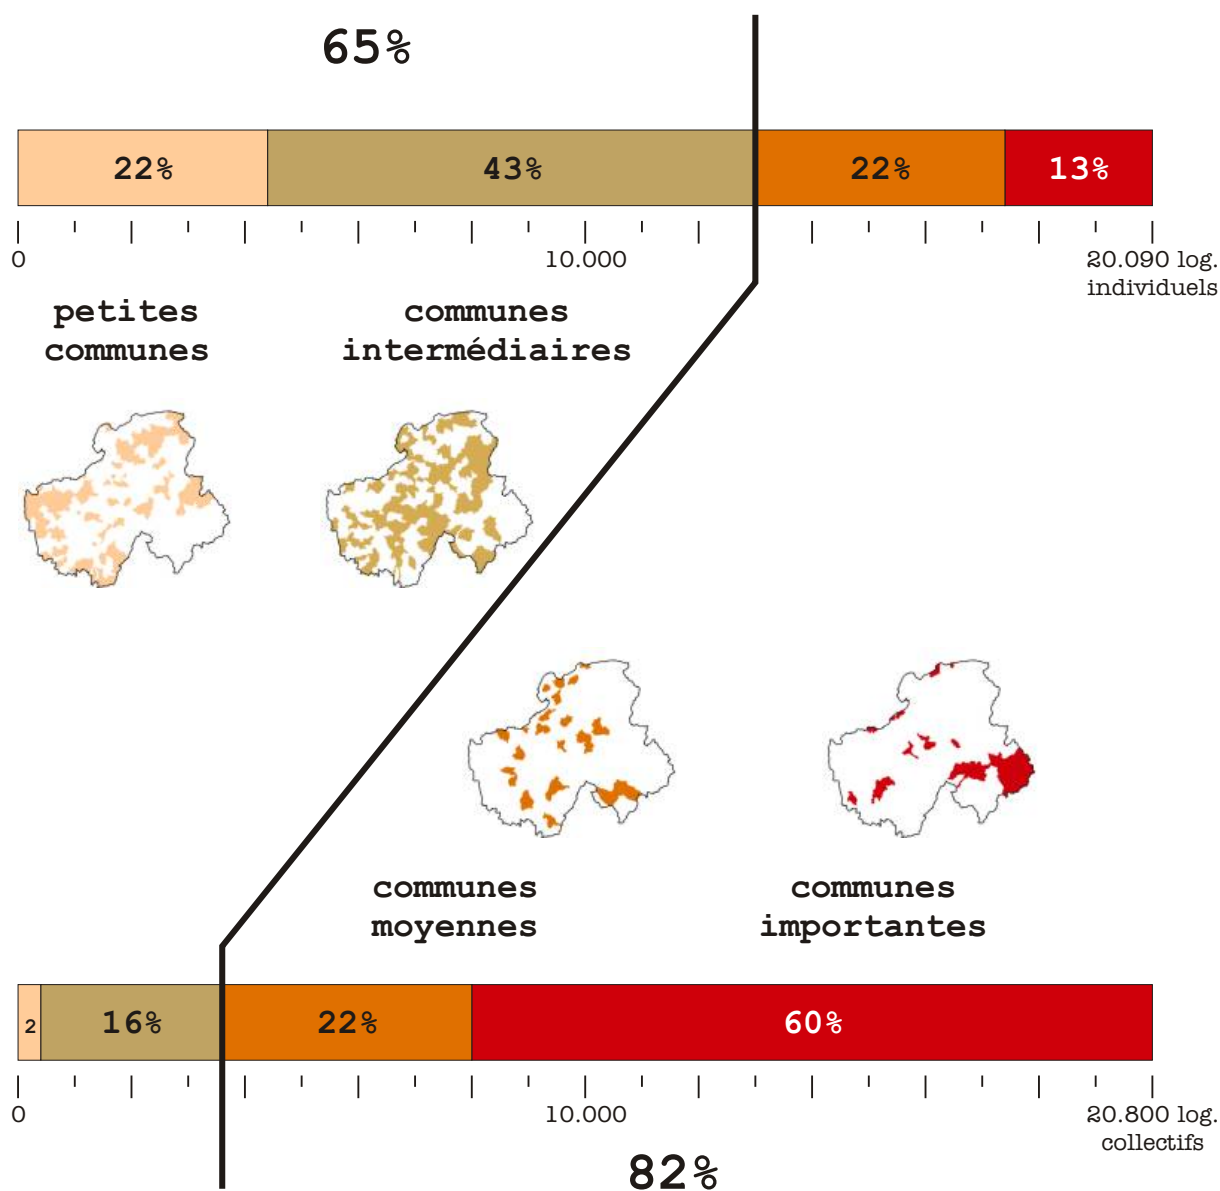 65%
22%
43%
22%
13%
0
10.000
20.090 log.
individuels
petites
communes
communes
intermédiaires
communes
moyennes
communes
importantes
2
16%
22%
60%
0
10.000
20.800 log.
collectifs
82%